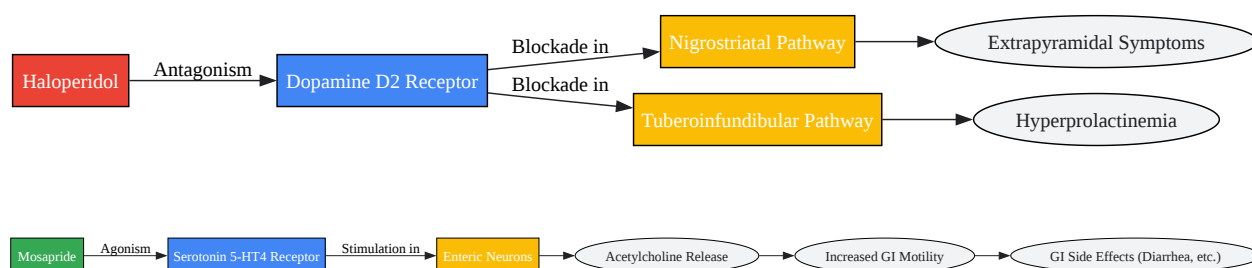 Haloperidol
Antagonism
Dopamine D2 Receptor
Blockade in
Nigrostriatal Pathway
Extrapyramidal Symptoms
Blockade in
Tuberoinfundibular Pathway
Hyperprolactinemia
Mosapride
Agonism
Serotonin 5-HT4 Receptor
Stimulation in
Enteric Neurons
Acetylcholine Release
Increased GI Motility
GI Side Effects (Diarrhea, etc.)